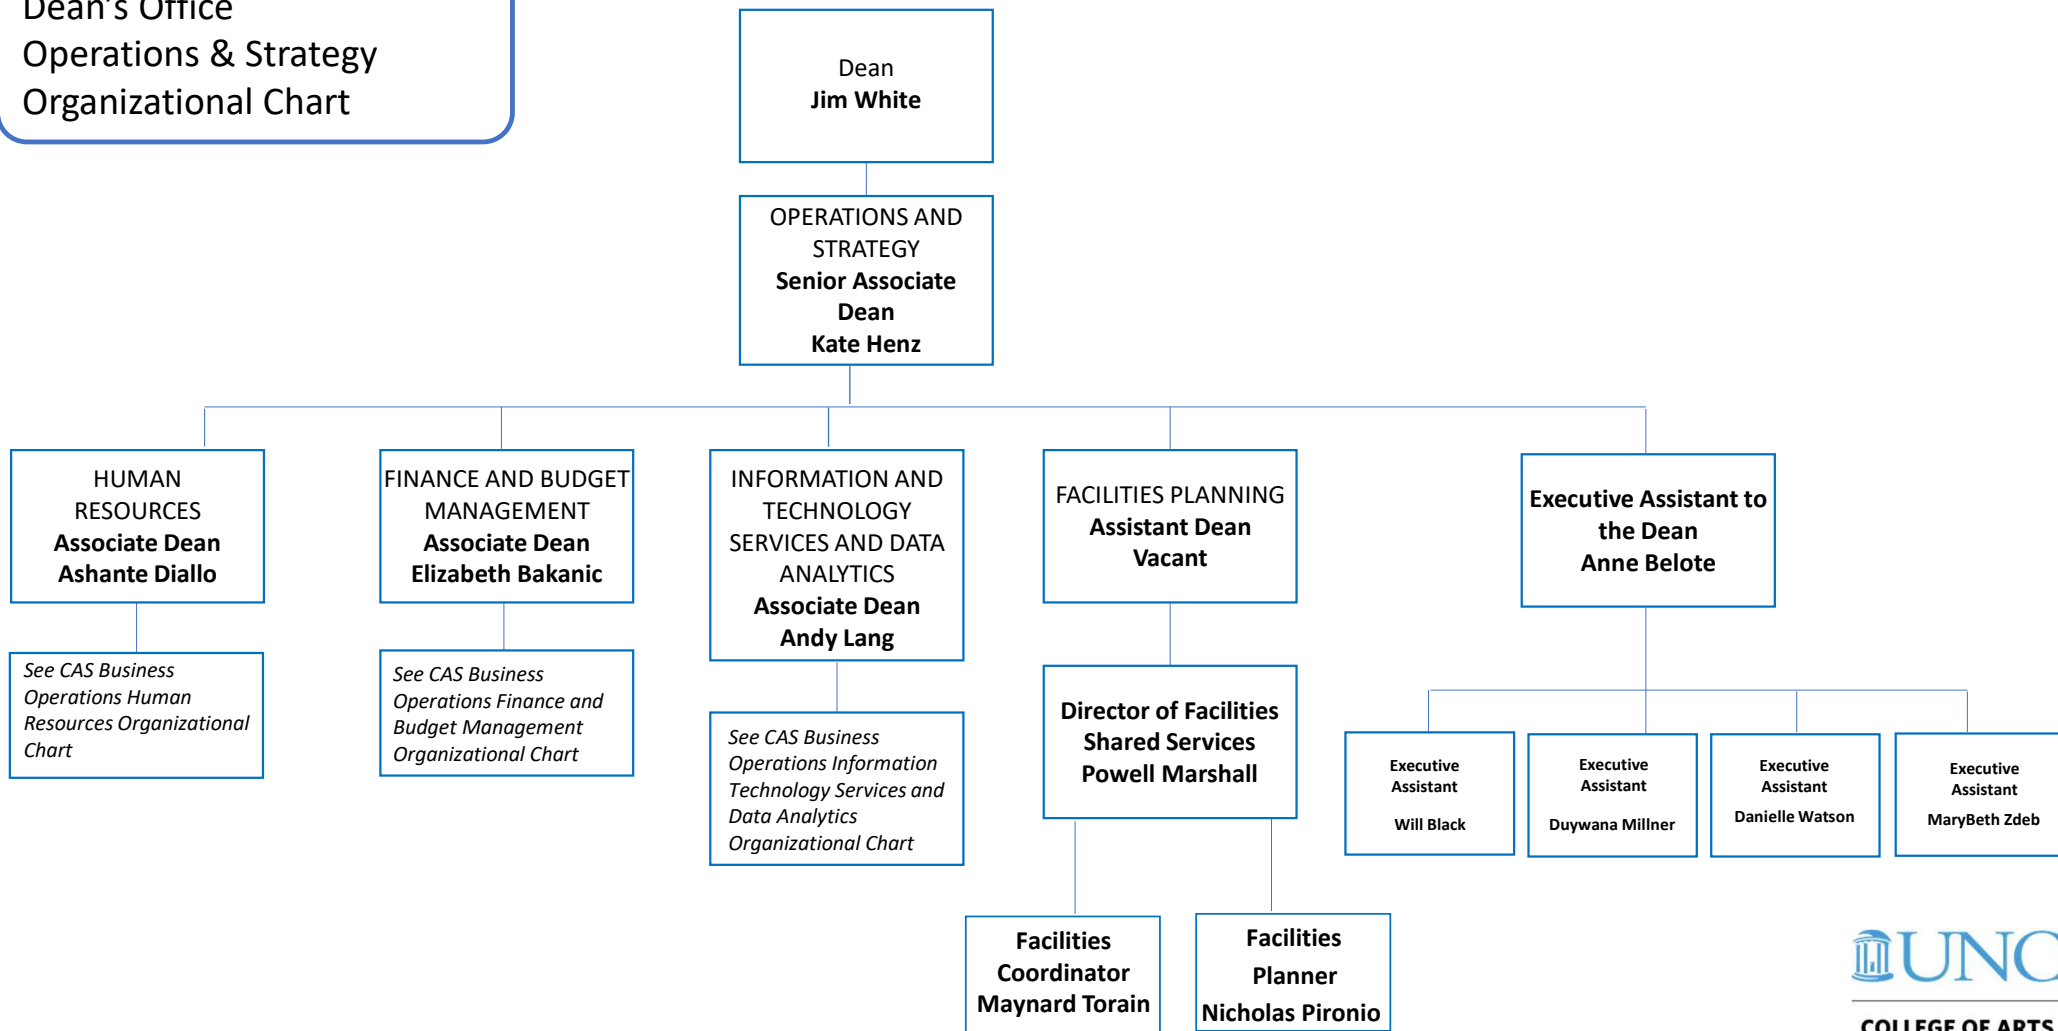 Dean's Office
Operations & Strategy
Organizational Chart
Dean
Jim White
OPERATIONS AND
STRATEGY
Senior Associate
Dean
Kate Henz
HUMAN
RESOURCES
Associate Dean
Ashante Diallo
FINANCE AND BUDGET
MANAGEMENT
Associate Dean
Elizabeth Bakanic
INFORMATION AND
TECHNOLOGY
SERVICES AND DATA
ANALYTICS
Associate Dean
Andy Lang
FACILITIES PLANNING
Assistant Dean
Vacant
Executive Assistant to
the Dean
Anne Belote
See CAS Business
Operations Human
Resources Organizational
Chart
See CAS Business
Operations Finance and
Budget Management
Organizational Chart
See CAS Business
Operations Information
Technology Services and
Data Analytics
Organizational Chart
Director of Facilities
Shared Services
Powell Marshall
Executive
Assistant
Will Black
Executive
Assistant
Duywana Millner
Executive
Assistant
Danielle Watson
Executive
Assistant
MaryBeth Zdeb
Facilities
Coordinator
Maynard Torain
Facilities
Planner
Nicholas Pironio
UNC
COLLEGE OF ARTS